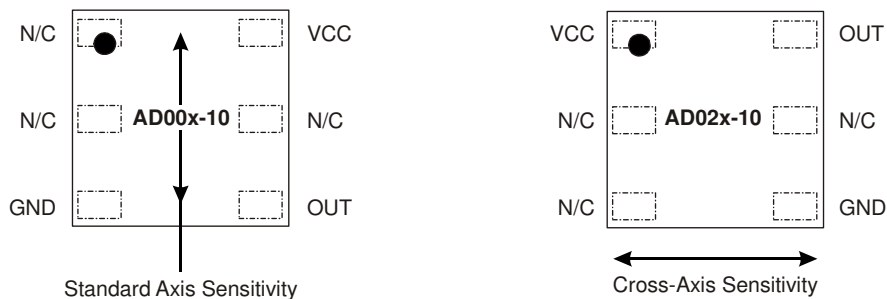 N/C VCC VCC OUT
N/C AD00x-10 N/C N/C AD02x-10 N/C
GND OUT N/C GND
Standard Axis Sensitivity Cross-Axis Sensitivity